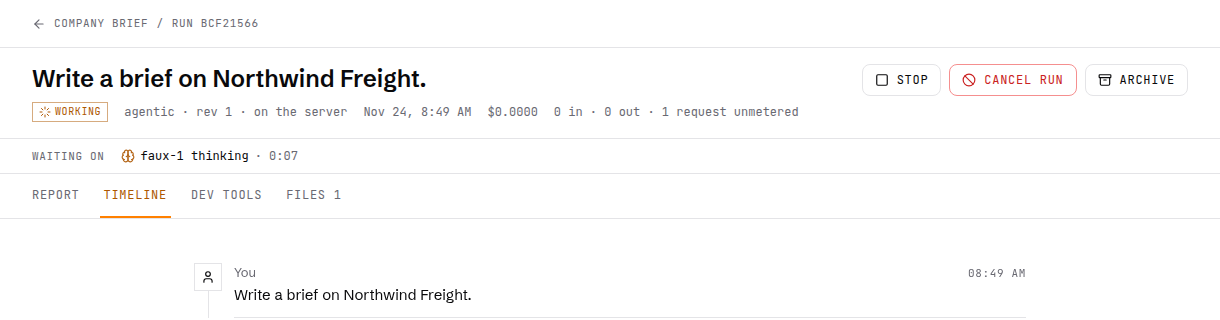 COMPANY BRIEF / RUN BCF21566
Write a brief on Northwind Freight.
STOP
CANCEL RUN
ARCHIVE
WORKING
agentic · rev 1 · on the server
Nov 24, 8:49 AM
$0.0000
0 in · 0 out · 1 request unmetered
WAITING ON
faux-1 thinking · 0:07
REPORT
TIMELINE
DEV TOOLS
FILES 1
You
08:49 AM
Write a brief on Northwind Freight.